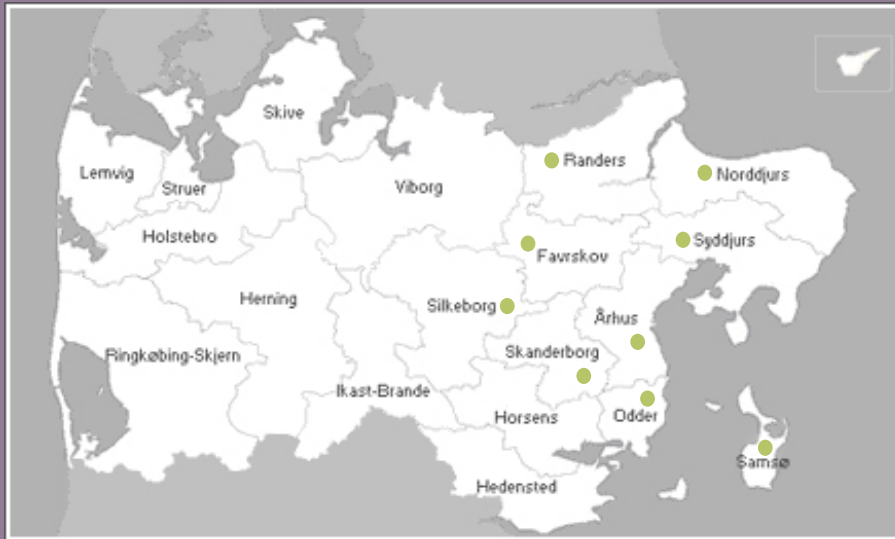 Skive
Lemvig
Struer
Viborg
Randers
Norddjurs
Holstebro
Favrskov
Syddjurs
Herning
Silkeborg
Århus
Ringkøbing-Skjern
Skanderborg
Ikast-Brande
Horsens
Odder
Samsø
Hedensted